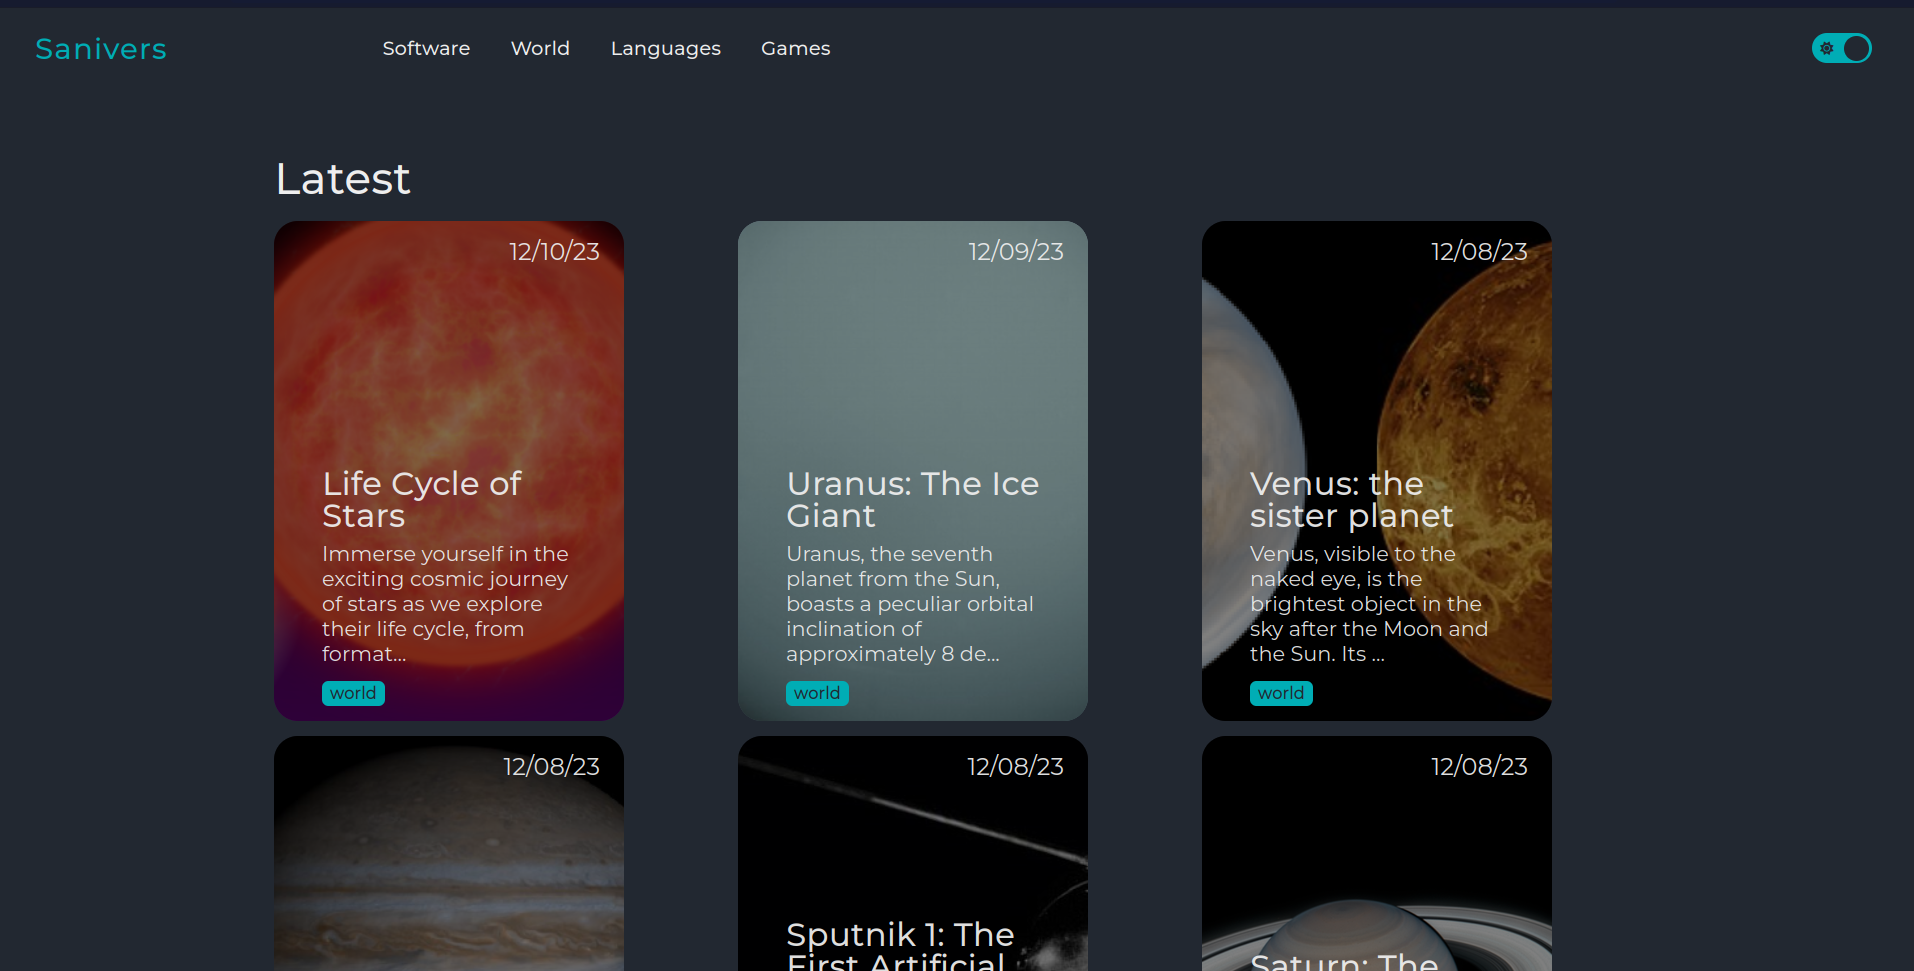 Sanivers
Software World Languages Games
Latest
12/10/23
Life Cycle of
Stars
Immerse yourself in the
exciting cosmic journey
of stars as we explore
their life cycle, from
format...
world
12/09/23
Uranus: The Ice
Giant
Uranus, the seventh
planet from the Sun,
boasts a peculiar orbital
inclination of
approximately 8 de...
world
12/08/23
Venus: the
sister planet
Venus, visible to the
naked eye, is the
brightest object in the
sky after the Moon and
the Sun. Its ...
world
12/08/23
12/08/23
Sputnik 1: The
First Artificial
12/08/23
Saturn: The